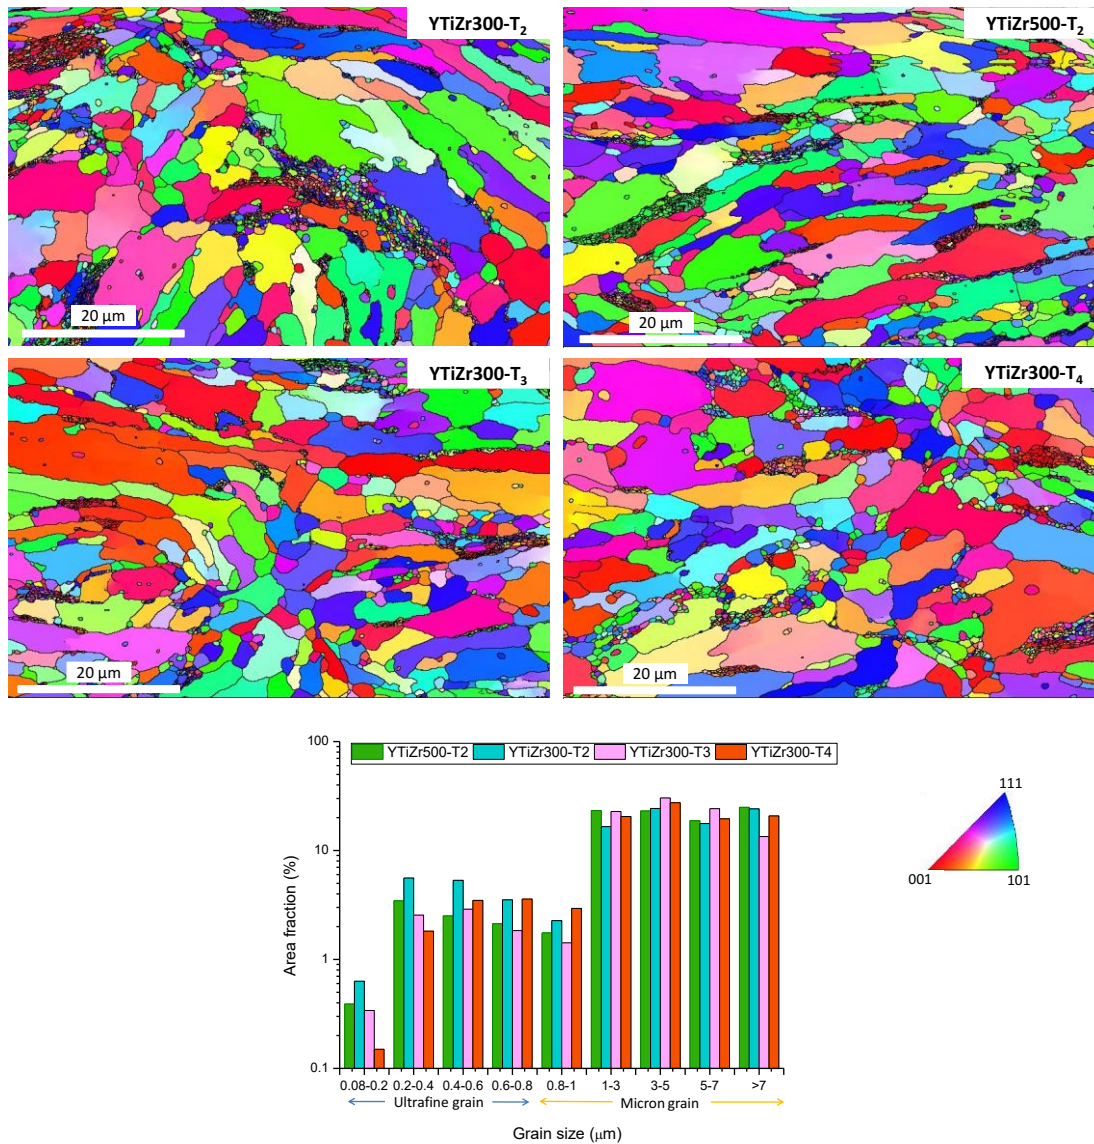 YTiZr300-T₂
YTiZr500-T₂
20 μm
20 μm
YTiZr300-T₃
YTiZr300-T₄
20 μm
20 μm
100
10
1
0.1
Area fraction (%)
YTiZr500-T2 YTiZr300-T2 YTiZr300-T3 YTiZr300-T4
0.08-0.2 0.2-0.4 0.4-0.6 0.6-0.8 0.8-1 1-3 3-5 5-7 >7
Ultrafine grain Micron grain
Grain size (μm)
111
001
101